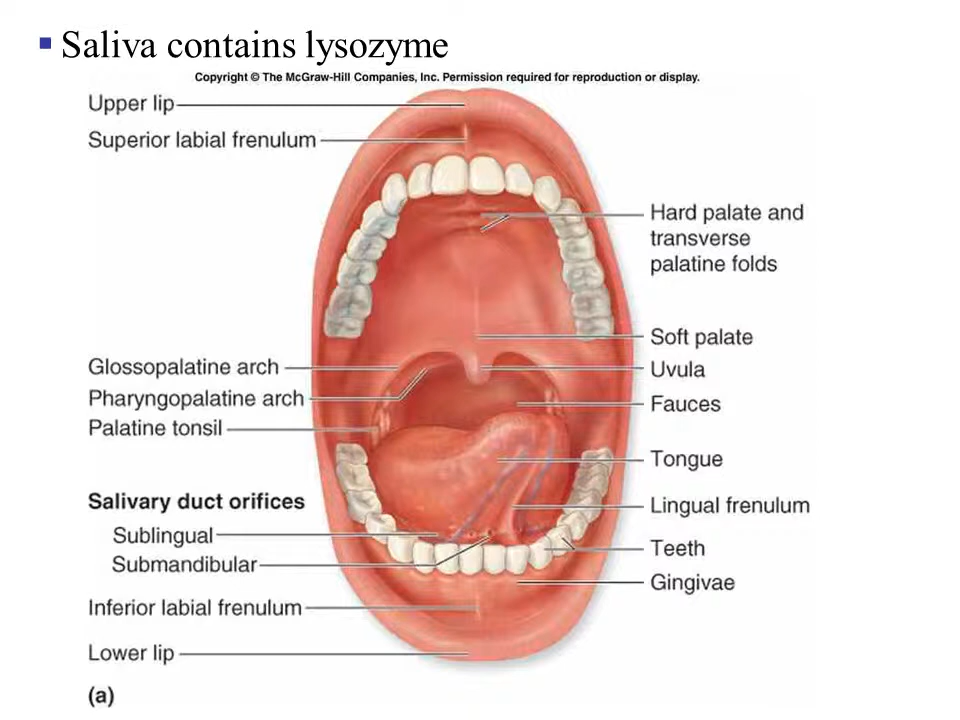 Saliva contains lysozyme
Copyright © The McGraw-Hill Companies, Inc. Permission required for reproduction or display.
Upper lip
Superior labial frenulum
Hard palate and
transverse
palatine folds
Soft palate
Glossopalatine arch
Uvula
Pharyngopalatine arch
Fauces
Palatine tonsil
Tongue
Salivary duct orifices
Lingual frenulum
Sublingual
Teeth
Submandibular
Gingivae
Inferior labial frenulum
Lower lip
(a)